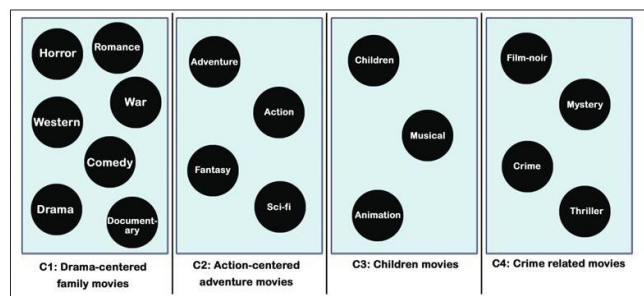 Horror
Romance
War
Western
Comedy
Drama
Document-
ary
C1: Drama-centered
family movies
Adventure
Action
Fantasy
Sci-fi
C2: Action-centered
adventure movies
Children
Musical
Animation
C3: Children movies
Film-noir
Mystery
Crime
Thriller
C4: Crime related movies